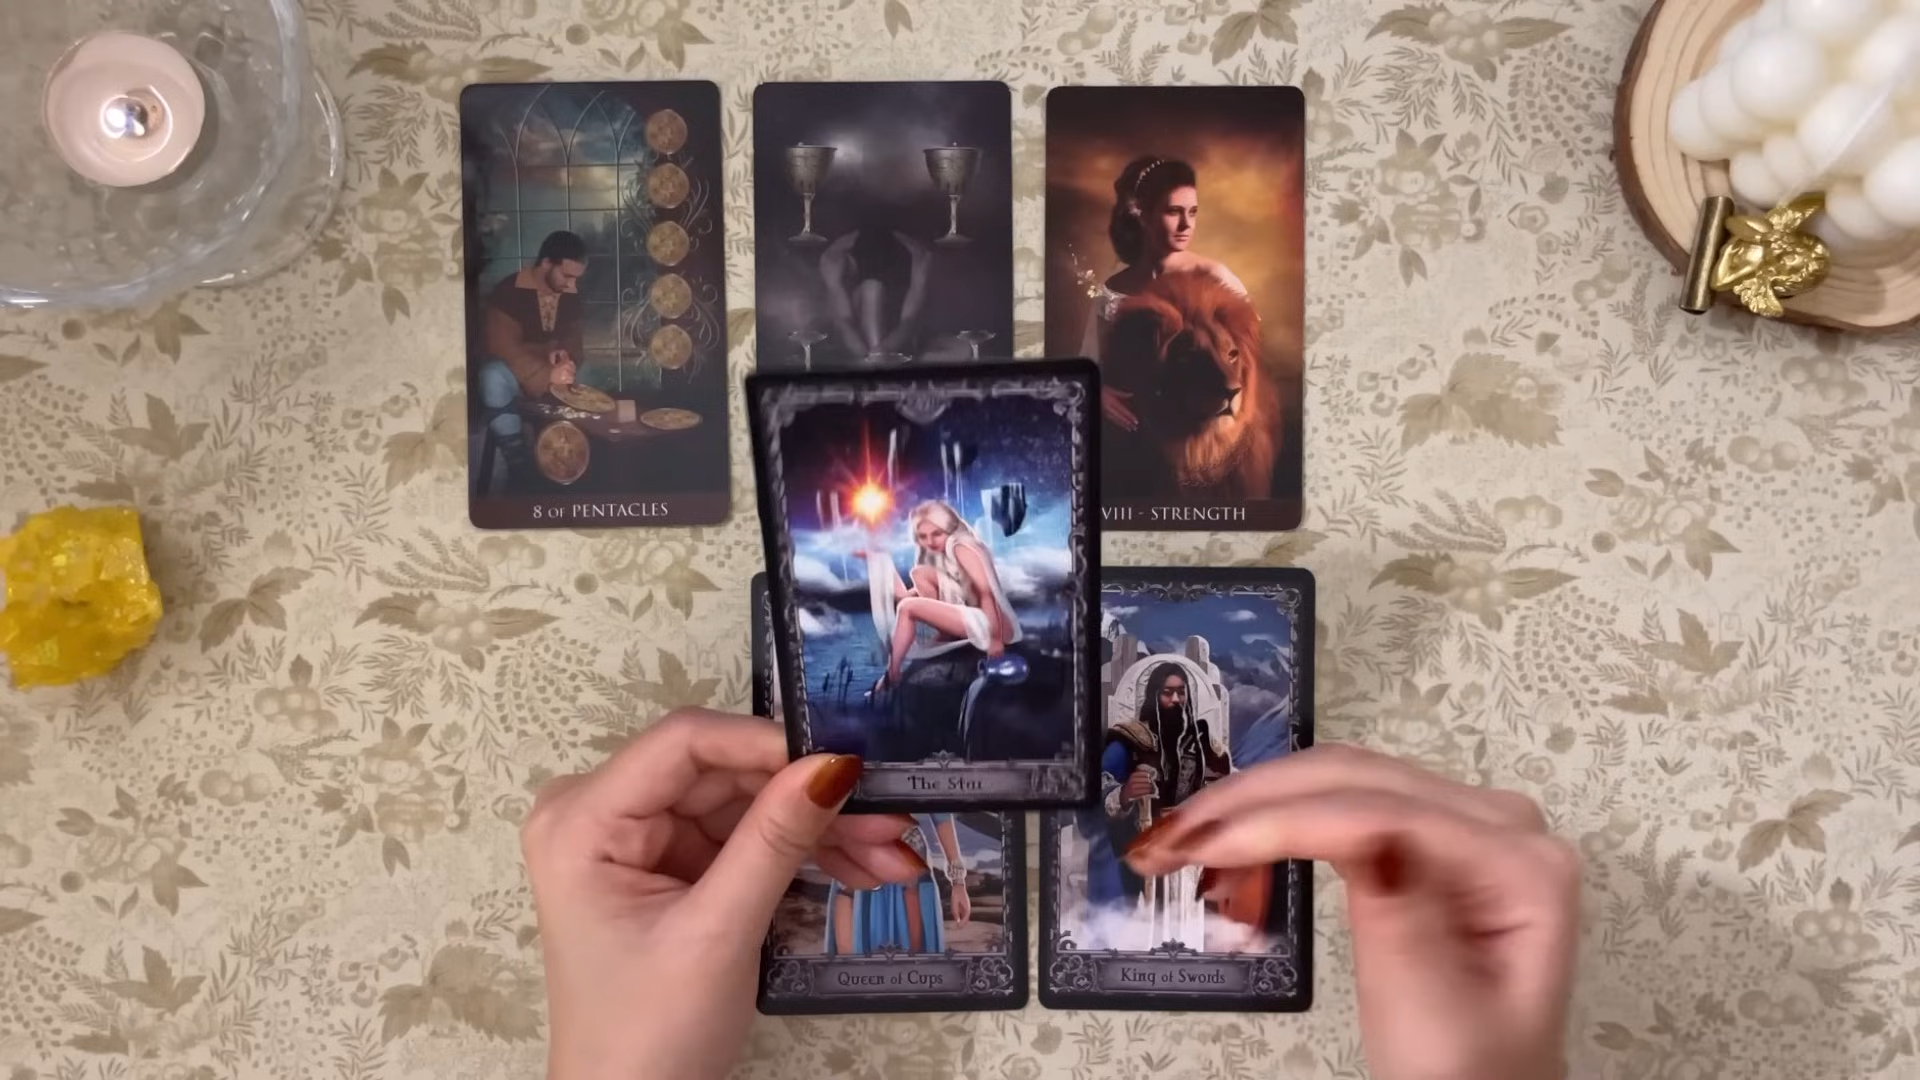 8 OF PENTACLES
VIII - STRENGTH
The Star
Queen of Cups
King of Swords